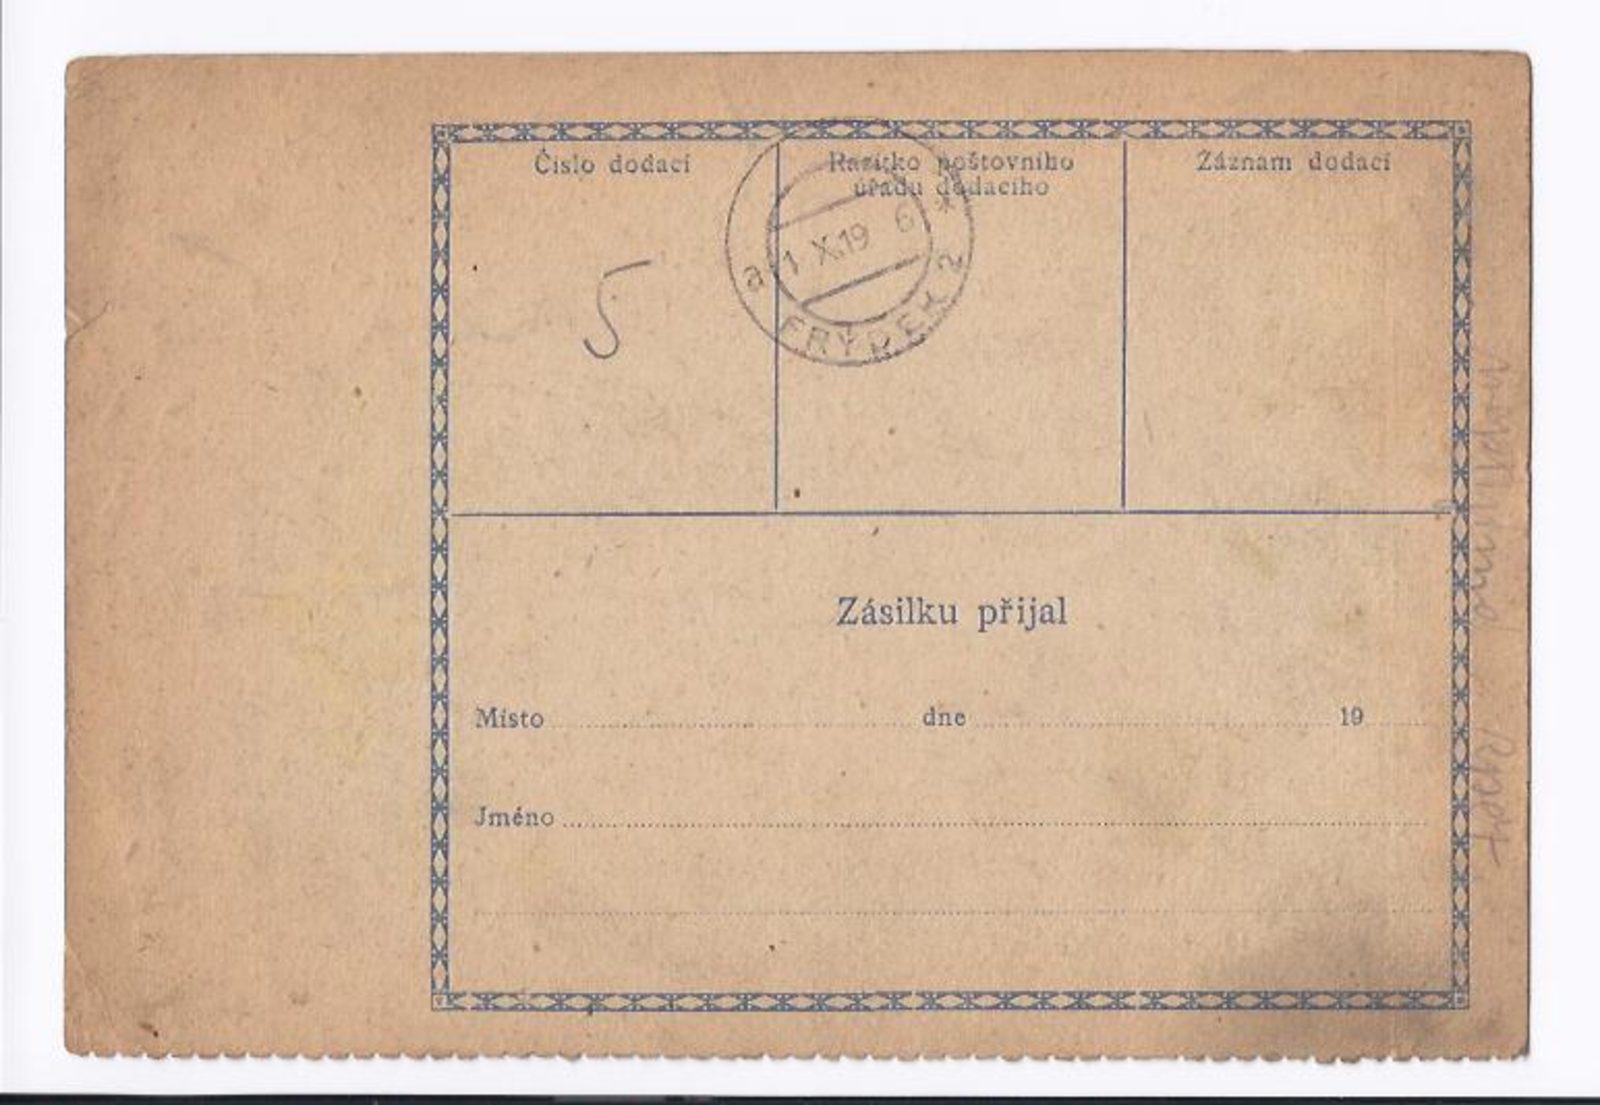 Číslo dodací
Razítko poštovního
úřadu dodacího
Záznam dodací
5
a 1 X.19 6 *
FRÝDEK 2
Zásilku přijal
Místo dne 19
Jméno